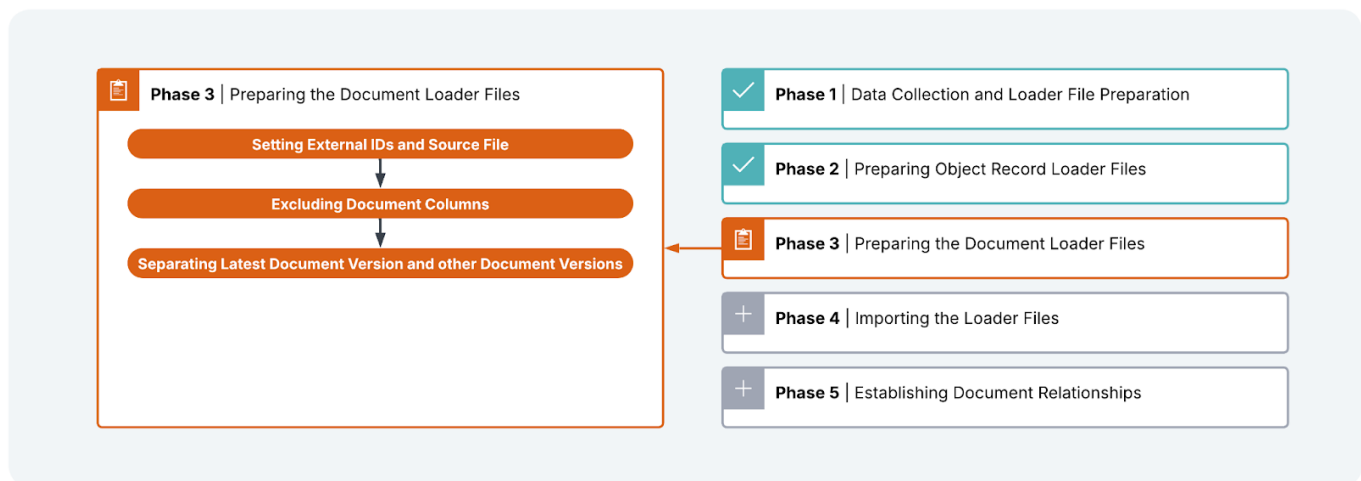 Phase 3 | Preparing the Document Loader Files
Setting External IDs and Source File
Excluding Document Columns
Separating Latest Document Version and other Document Versions
Phase 1 | Data Collection and Loader File Preparation
Phase 2 | Preparing Object Record Loader Files
Phase 3 | Preparing the Document Loader Files
Phase 4 | Importing the Loader Files
Phase 5 | Establishing Document Relationships